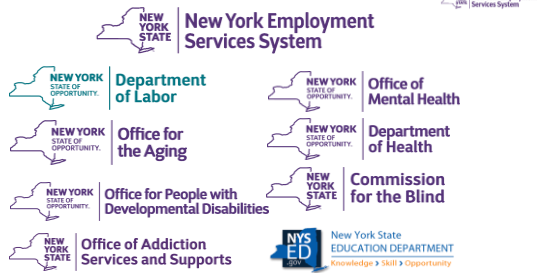 Services System
NEW YORK STATE
New York Employment
Services System
NEW YORK
STATE OF
OPPORTUNITY.
Department
of Labor
NEW YORK
STATE OF
OPPORTUNITY.
Office of
Mental Health
NEW YORK
STATE OF
OPPORTUNITY.
Office for
the Aging
NEW YORK
STATE OF
OPPORTUNITY.
Department
of Health
NEW YORK
STATE OF
OPPORTUNITY.
Office for People with
Developmental Disabilities
NEW
YORK
STATE
Commission
for the Blind
NEW
YORK
STATE
Office of Addiction
Services and Supports
NYS
ED
.gov
New York State
EDUCATION DEPARTMENT
Knowledge > Skill > Opportunity